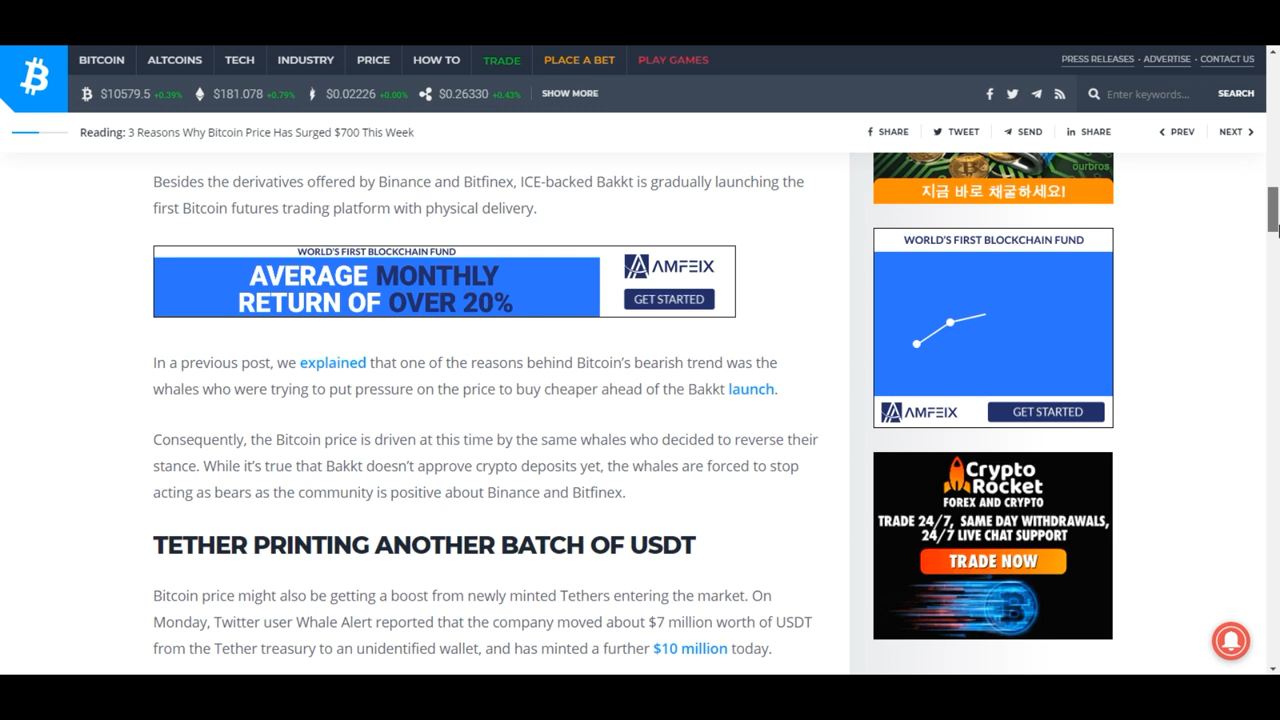 BITCOIN ALTCOINS TECH INDUSTRY PRICE HOW TO TRADE PLACE A BET PLAY GAMES PRESS RELEASES - ADVERTISE - CONTACT US
$10579.5 +0.39% $181.078 +0.79% $0.02226 +0.00% $0.26330 +0.43% SHOW MORE Enter keywords... SEARCH
Reading: 3 Reasons Why Bitcoin Price Has Surged $700 This Week SHARE TWEET SEND SHARE PREV NEXT
Besides the derivatives offered by Binance and Bitfinex, ICE-backed Bakkt is gradually launching the
first Bitcoin futures trading platform with physical delivery.
WORLD'S FIRST BLOCKCHAIN FUND
AVERAGE MONTHLY
RETURN OF OVER 20%
AMFEIX
GET STARTED
In a previous post, we explained that one of the reasons behind Bitcoin's bearish trend was the
whales who were trying to put pressure on the price to buy cheaper ahead of the Bakkt launch.
Consequently, the Bitcoin price is driven at this time by the same whales who decided to reverse their
stance. While it's true that Bakkt doesn't approve crypto deposits yet, the whales are forced to stop
acting as bears as the community is positive about Binance and Bitfinex.
TETHER PRINTING ANOTHER BATCH OF USDT
Bitcoin price might also be getting a boost from newly minted Tethers entering the market. On
Monday, Twitter user Whale Alert reported that the company moved about $7 million worth of USDT
from the Tether treasury to an unidentified wallet, and has minted a further $10 million today.
ourbros
지금 바로 채굴하세요!
WORLD'S FIRST BLOCKCHAIN FUND
AMFEIX GET STARTED
Crypto
Rocket
FOREX AND CRYPTO
TRADE 24/7, SAME DAY WITHDRAWALS,
24/7 LIVE CHAT SUPPORT
TRADE NOW